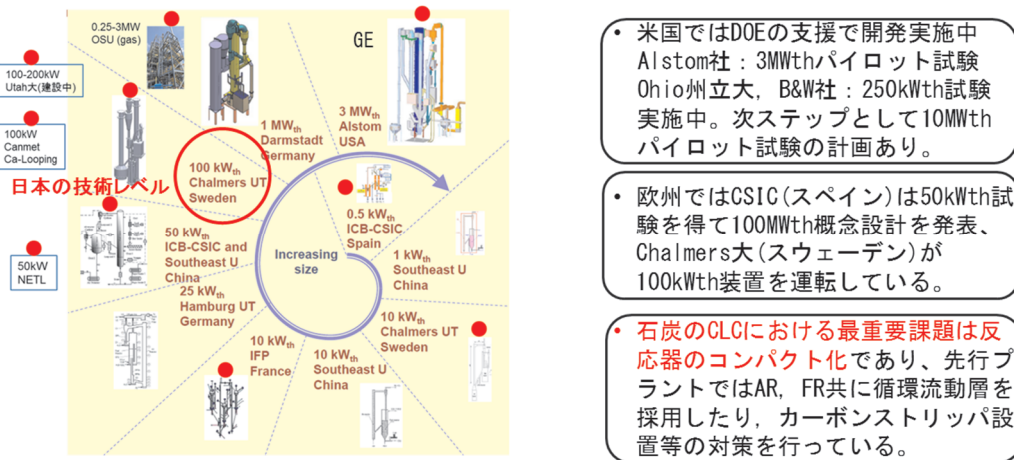 0.25-3MW
OSU (gas)
GE
100-200kW
Utah大(建設中)
100kW
Canmet
Ca-Looping
日本の技術レベル
50kW
NETL
3 MWth
Alstom
USA
1 MWth
Darmstadt
Germany
100 kWth
Chalmers UT
Sweden
50 kWth
ICB-CSIC and
Southeast U
China
25 kWth
Hamburg UT
Germany
10 kWth
IFP
France
10 kWth
Southeast U
China
10 kWth
Chalmers UT
Sweden
1 kWth
Southeast U
China
0.5 kWth
ICB-CSIC
Spain
Increasing
size
• 米国ではDOEの支援で開発実施中
Alstom社：3MWthパイロット試験
Ohio州立大, B&W社：250kWth試験
実施中。次ステップとして10MWth
パイロット試験の計画あり。
• 欧州ではCSIC(スペイン)は50kWth試
験を得て100MWth概念設計を発表、
Chalmers大(スウェーデン)が
100kWth装置を運転している。
• 石炭のCLCにおける最重要課題は反
応器のコンパクト化であり、先行プ
ラントではAR, FR共に循環流動層を
採用したり, カーボンストリッパ設
置等の対策を行っている。